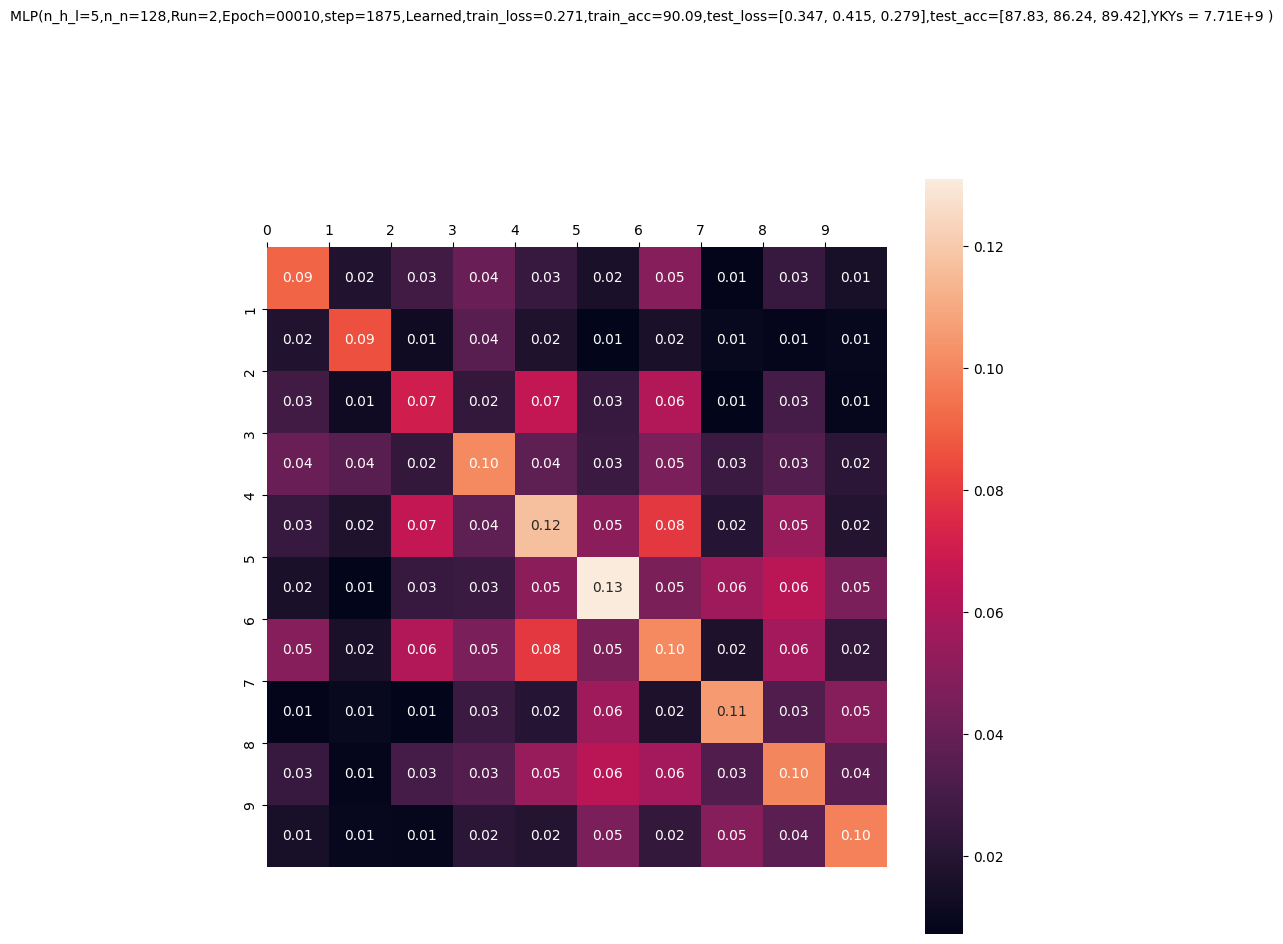 MLP(n_h_l=5,n_n=128,Run=2,Epoch=00010,step=1875,Learned,train_loss=0.271,train_acc=90.09,test_loss=[0.347, 0.415, 0.279],test_acc=[87.83, 86.24, 89.42],YKYs = 7.71E+9 )
0 1 2 3 4 5 6 7 8 9
0.09 0.02 0.03 0.04 0.03 0.02 0.05 0.01 0.03 0.01
1
0.02 0.09 0.01 0.04 0.02 0.01 0.02 0.01 0.01 0.01
2
0.03 0.01 0.07 0.02 0.07 0.03 0.06 0.01 0.03 0.01
3
0.04 0.04 0.02 0.10 0.04 0.03 0.05 0.03 0.03 0.02
4
0.03 0.02 0.07 0.04 0.12 0.05 0.08 0.02 0.05 0.02
5
0.02 0.01 0.03 0.03 0.05 0.13 0.05 0.06 0.06 0.05
6
0.05 0.02 0.06 0.05 0.08 0.05 0.10 0.02 0.06 0.02
7
0.01 0.01 0.01 0.03 0.02 0.06 0.02 0.11 0.03 0.05
8
0.03 0.01 0.03 0.03 0.05 0.06 0.06 0.03 0.10 0.04
9
0.01 0.01 0.01 0.02 0.02 0.05 0.02 0.05 0.04 0.10
0.12
0.10
0.08
0.06
0.04
0.02